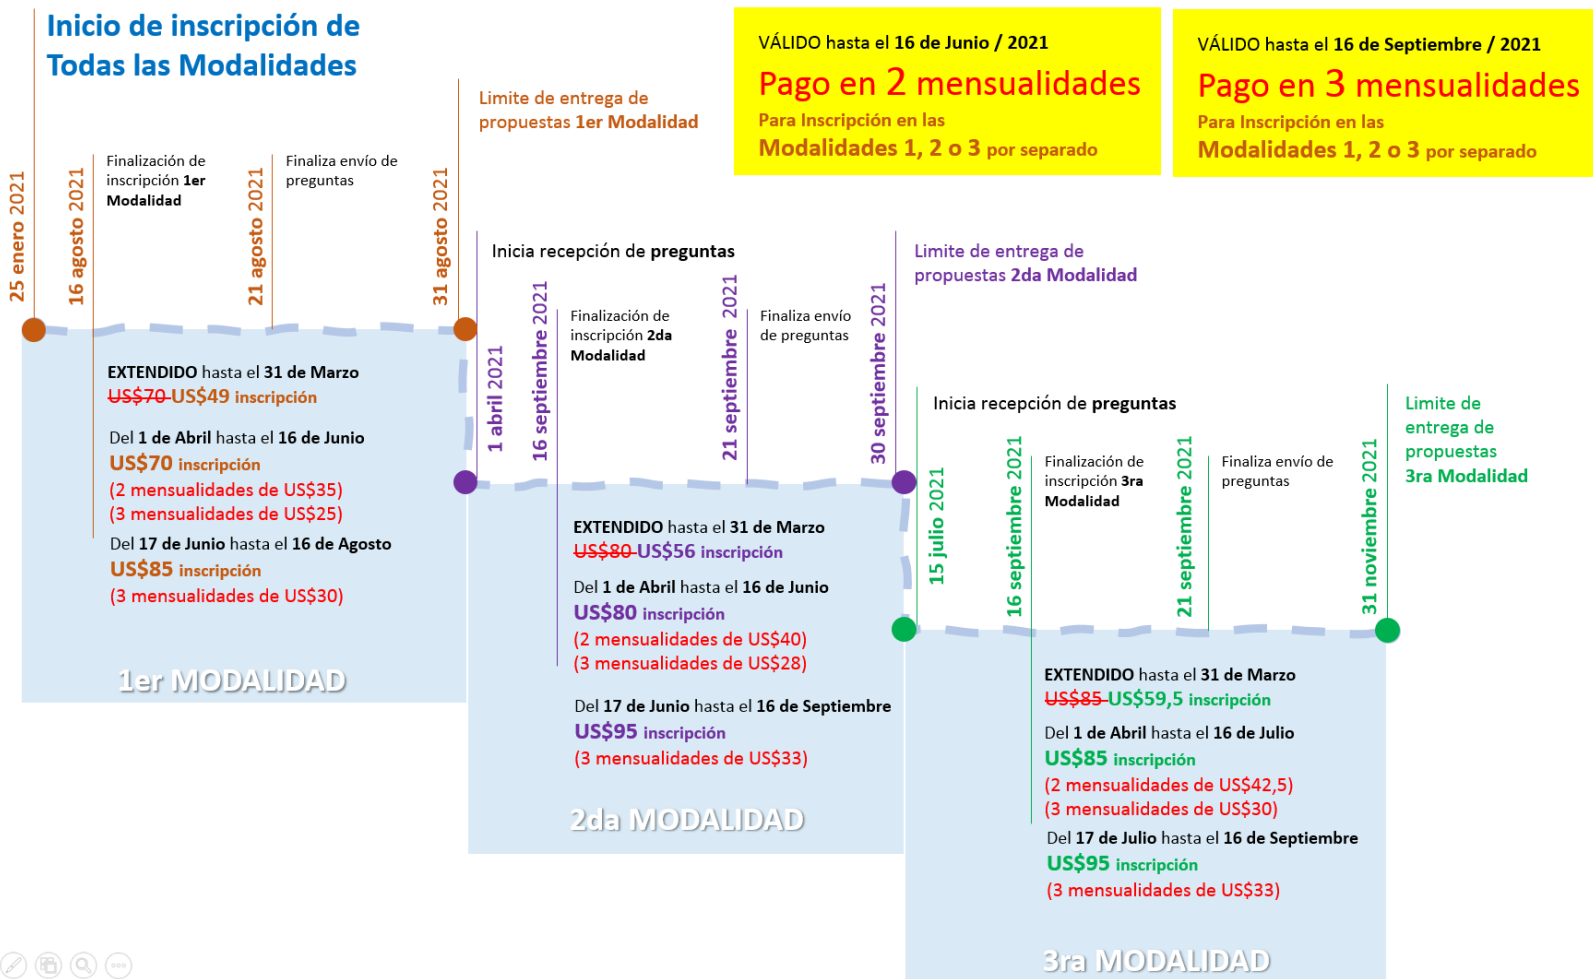 Inicio de inscripción de
Todas las Modalidades
VÁLIDO hasta el 16 de Junio / 2021
Pago en 2 mensualidades
Para Inscripción en las
Modalidades 1, 2 o 3 por separado
VÁLIDO hasta el 16 de Septiembre / 2021
Pago en 3 mensualidades
Para Inscripción en las
Modalidades 1, 2 o 3 por separado
25 enero 2021
16 agosto 2021
Finalización de
inscripción 1er
Modalidad
21 agosto 2021
Finaliza envío de
preguntas
31 agosto 2021
Limite de entrega de
propuestas 1er Modalidad
EXTENDIDO hasta el 31 de Marzo
US$70 US$49 inscripción
Del 1 de Abril hasta el 16 de Junio
US$70 inscripción
(2 mensualidades de US$35)
(3 mensualidades de US$25)
Del 17 de Junio hasta el 16 de Agosto
US$85 inscripción
(3 mensualidades de US$30)
1er MODALIDAD
1 abril 2021
Inicia recepción de preguntas
16 septiembre 2021
Finalización de
inscripción 2da
Modalidad
21 septiembre 2021
Finaliza envío
de preguntas
30 septiembre 2021
Limite de entrega de
propuestas 2da Modalidad
EXTENDIDO hasta el 31 de Marzo
US$80 US$56 inscripción
Del 1 de Abril hasta el 16 de Junio
US$80 inscripción
(2 mensualidades de US$40)
(3 mensualidades de US$28)
Del 17 de Junio hasta el 16 de Septiembre
US$95 inscripción
(3 mensualidades de US$33)
2da MODALIDAD
15 julio 2021
Inicia recepción de preguntas
16 septiembre 2021
Finalización de
inscripción 3ra
Modalidad
21 septiembre 2021
Finaliza envío de
preguntas
31 noviembre 2021
Limite de
entrega de
propuestas
3ra Modalidad
EXTENDIDO hasta el 31 de Marzo
US$85 US$59,5 inscripción
Del 1 de Abril hasta el 16 de Julio
US$85 inscripción
(2 mensualidades de US$42,5)
(3 mensualidades de US$30)
Del 17 de Julio hasta el 16 de Septiembre
US$95 inscripción
(3 mensualidades de US$33)
3ra MODALIDAD